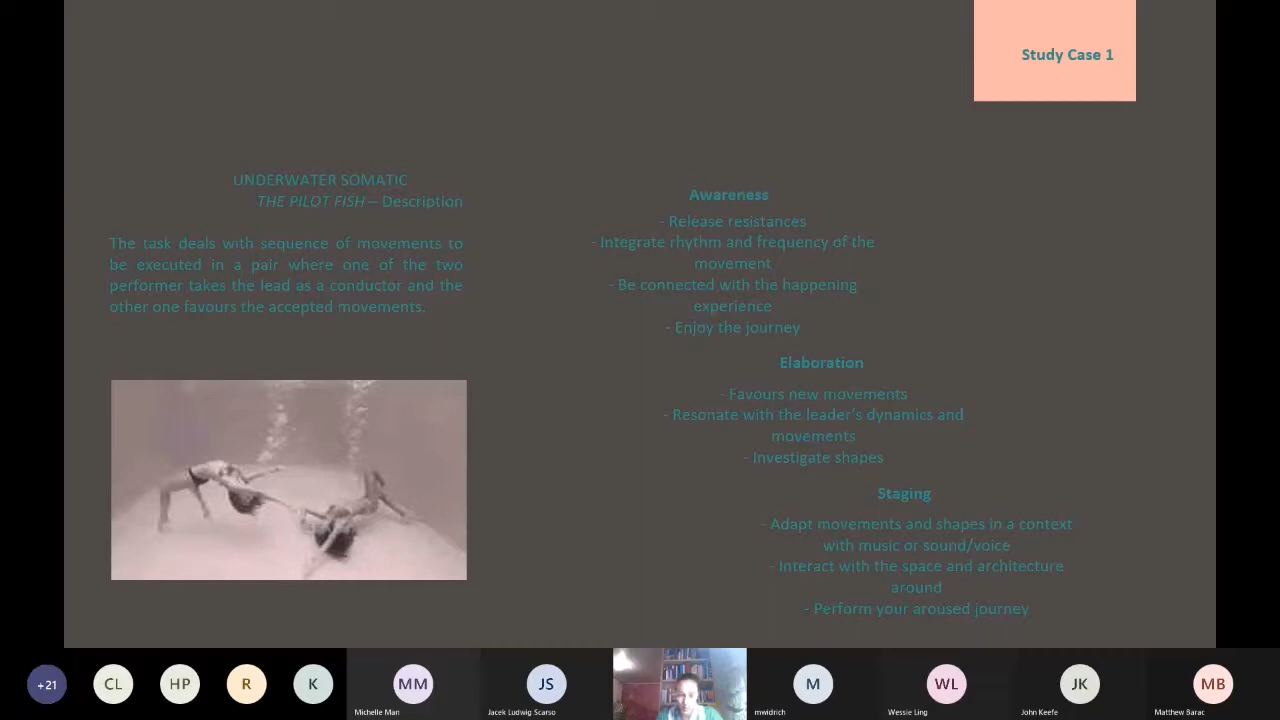 Study Case 1
UNDERWATER SOMATIC
THE PILOT FISH – Description
The task deals with sequence of movements to
be executed in a pair where one of the two
performer takes the lead as a conductor and the
other one favours the accepted movements.
Awareness
- Release resistances
- Integrate rhythm and frequency of the
movement
- Be connected with the happening
experience
- Enjoy the journey
Elaboration
- Favours new movements
- Resonate with the leader's dynamics and
movements
- Investigate shapes
Staging
- Adapt movements and shapes in a context
with music or sound/voice
- Interact with the space and architecture
around
- Perform your aroused journey
+21
CL
HP
R
K
MM
Michelle Man
JS
Jacek Ludwig Scarso
M
mwidrich
WL
Wessie Ling
JK
John Keefe
MB
Matthew Barac